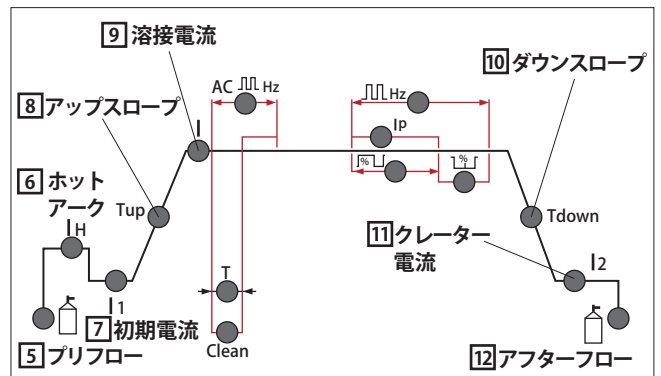 9 溶接電流
AC Hz
Hz
10 ダウンスロープ
8 アップスロープ
I
Ip
%
%
6 ホット
アーク
IH
Tup
Tdown
11 クレーター
電流
I2
T
I1
7 初期電流
Clean
5 プリフロー
12 アフターフロー